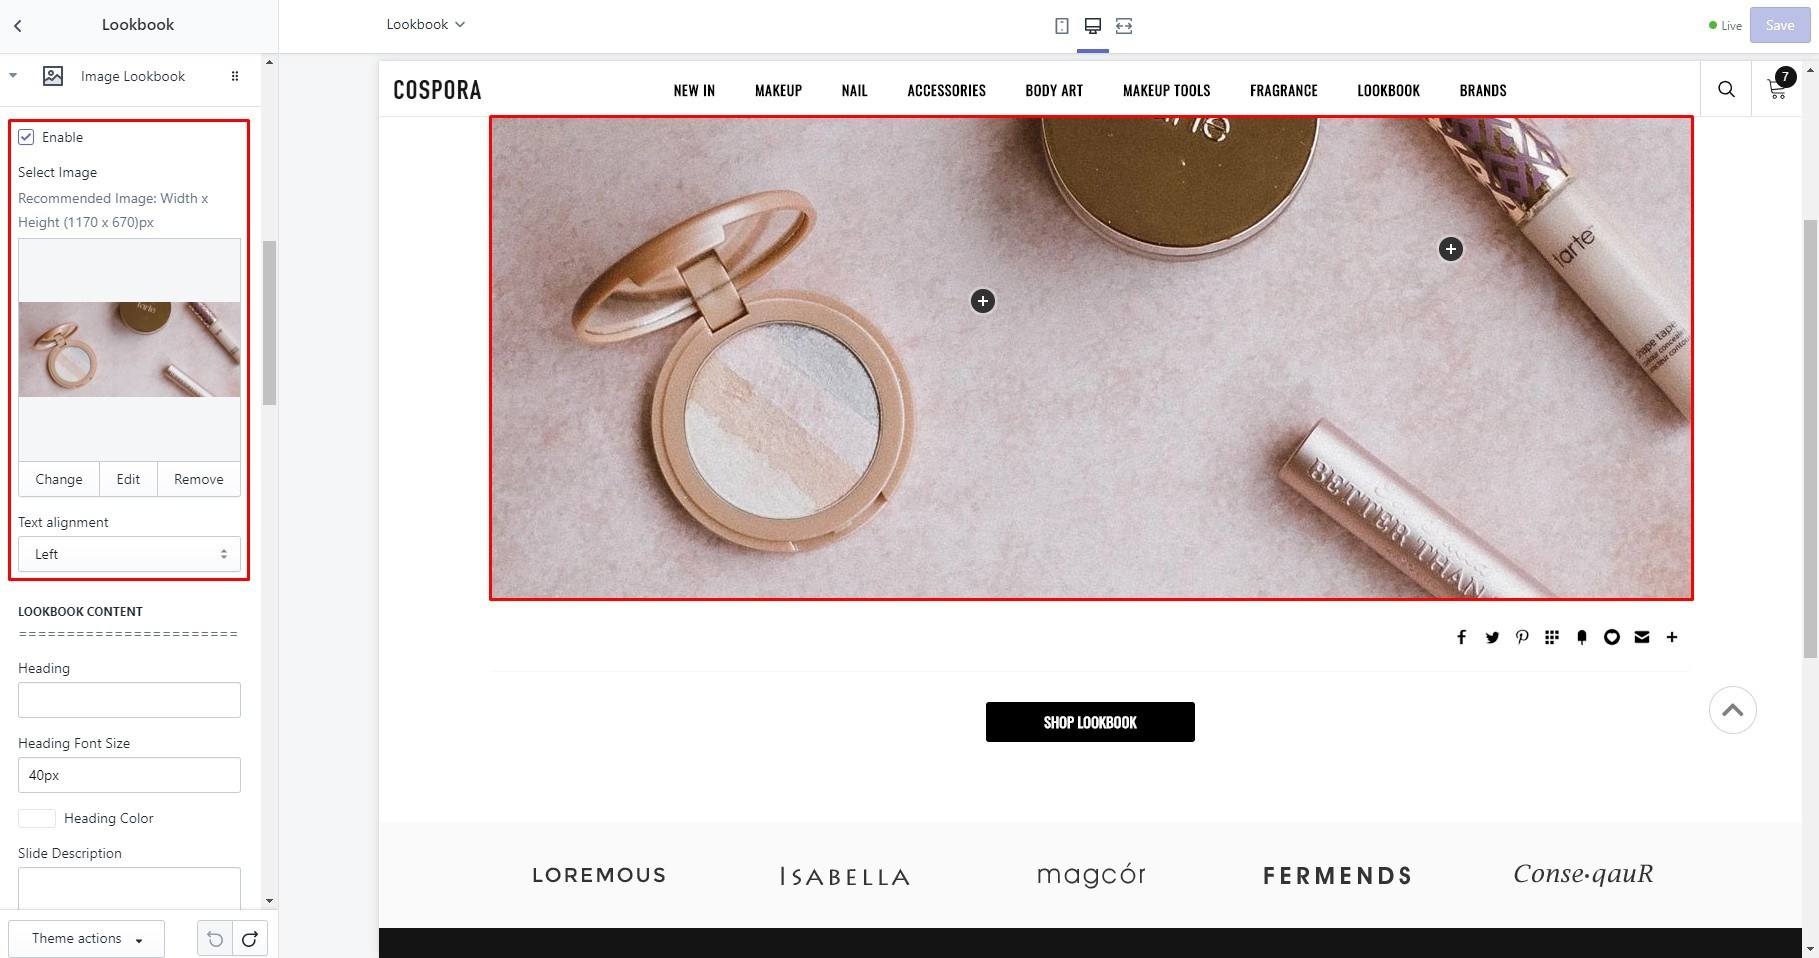 Lookbook
Lookbook
Live
Save
Image Lookbook
Enable
Select Image
Recommended Image: Width x
Height (1170 x 670)px
tarte
Change
Edit
Remove
Text alignment
Left
LOOKBOOK CONTENT
=======================
Heading
Heading Font Size
40px
Heading Color
Slide Description
Theme actions
COSPORA
NEW IN
MAKEUP
NAIL
ACCESSORIES
BODY ART
MAKEUP TOOLS
FRAGRANCE
LOOKBOOK
BRANDS
7
tarte
shape tape
BETTER THAN
SHOP LOOKBOOK
LOREMOUS
ISABELLA
magcór
FERMENDS
Conse•qauR